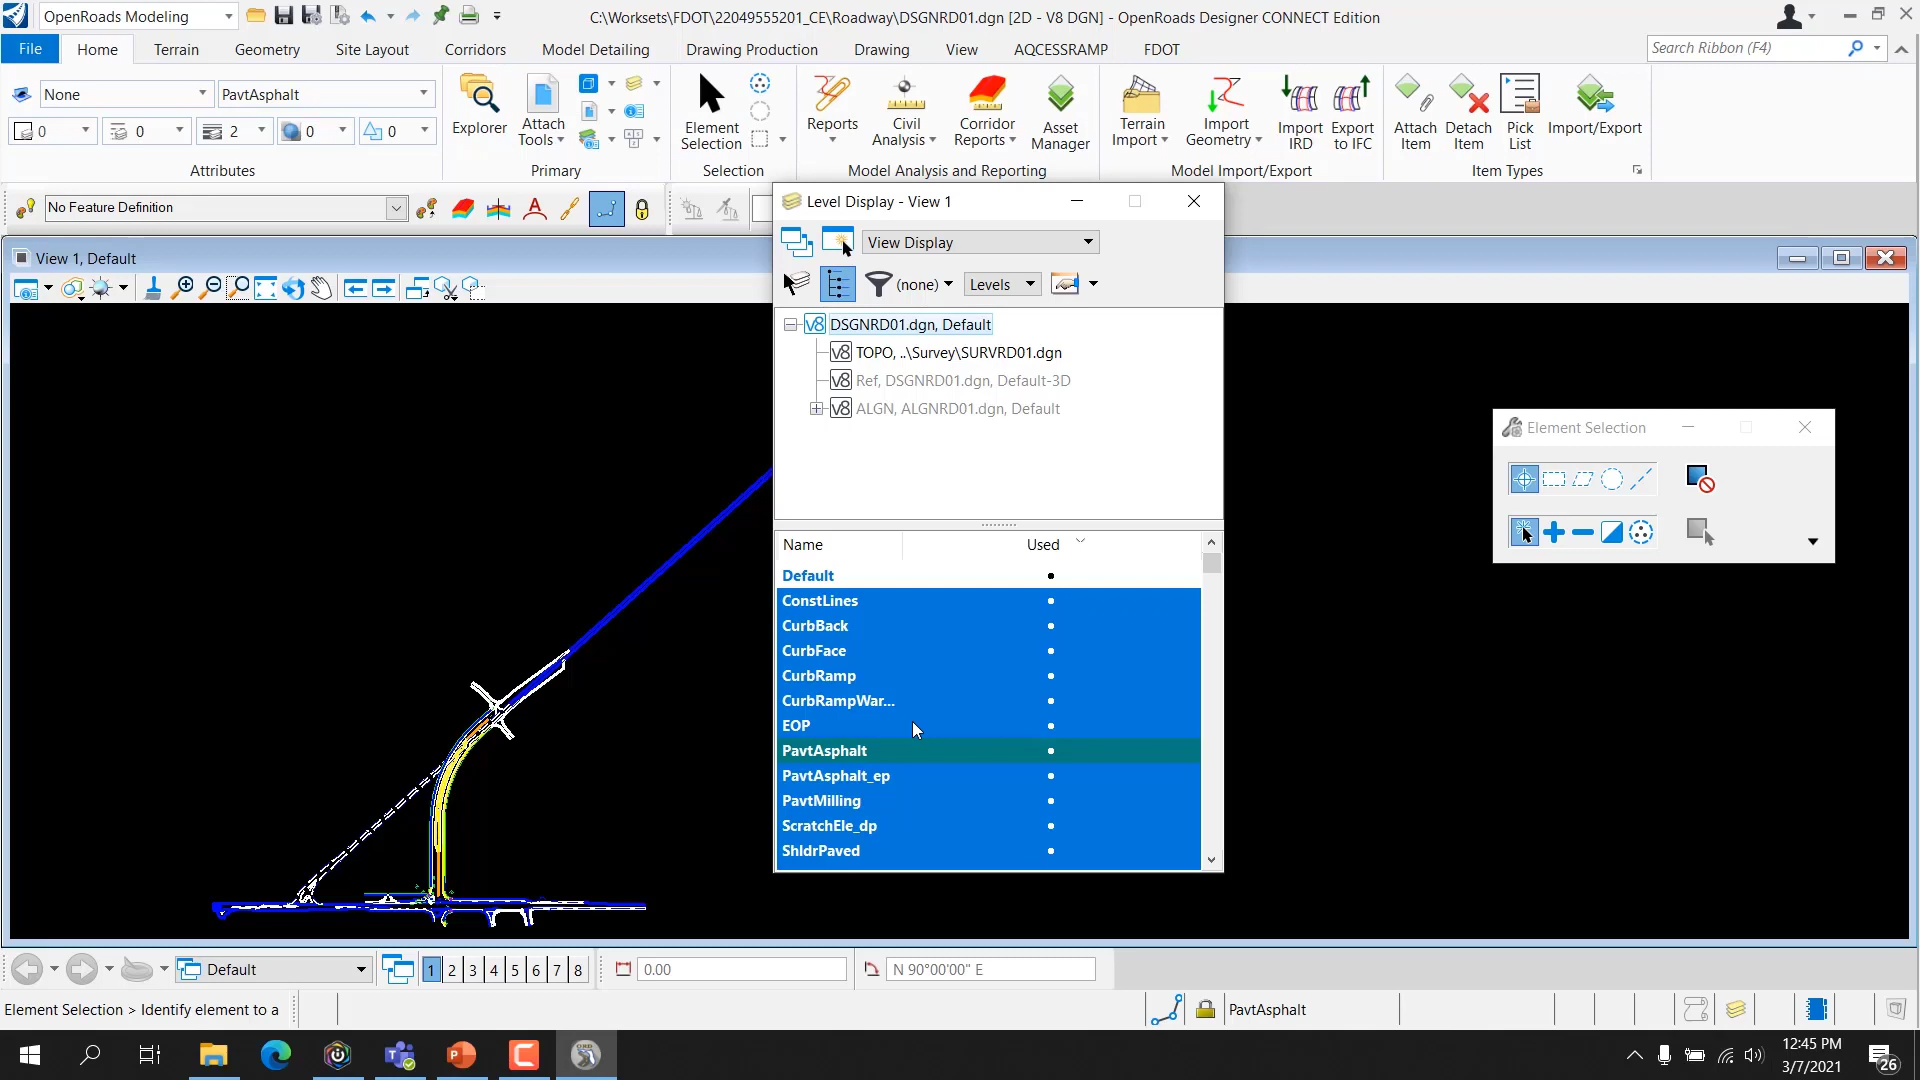 OpenRoads Modeling
C:\Worksets\FDOT\22049555201_CE\Roadway\DSGNRD01.dgn [2D - V8 DGN] - OpenRoads Designer CONNECT Edition
File Home Terrain Geometry Site Layout Corridors Model Detailing Drawing Production Drawing View AQCESSRAMP FDOT
Search Ribbon (F4)
None PavtAsphalt
0 0 2 0 0
Attributes
Explorer
Attach Tools
Primary
Element Selection
Selection
Reports
Civil Analysis
Corridor Reports
Asset Manager
Model Analysis and Reporting
Terrain Import
Import Geometry
Import IRD
Export to IFC
Model Import/Export
Attach Item
Detach Item
Pick List
Import/Export
Item Types
No Feature Definition
View 1, Default
Level Display - View 1
View Display
(none) Levels
DSGNRD01.dgn, Default
TOPO, ..\Survey\SURVRD01.dgn
Ref, DSGNRD01.dgn, Default-3D
ALGN, ALGNRD01.dgn, Default
Name Used
Default
ConstLines
CurbBack
CurbFace
CurbRamp
CurbRampWar...
EOP
PavtAsphalt
PavtAsphalt_ep
PavtMilling
ScratchEle_dp
ShldrPaved
Element Selection
Default
1 2 3 4 5 6 7 8
0.00
N 90°00'00" E
Element Selection > Identify element to a
PavtAsphalt
12:45 PM
3/7/2021
26